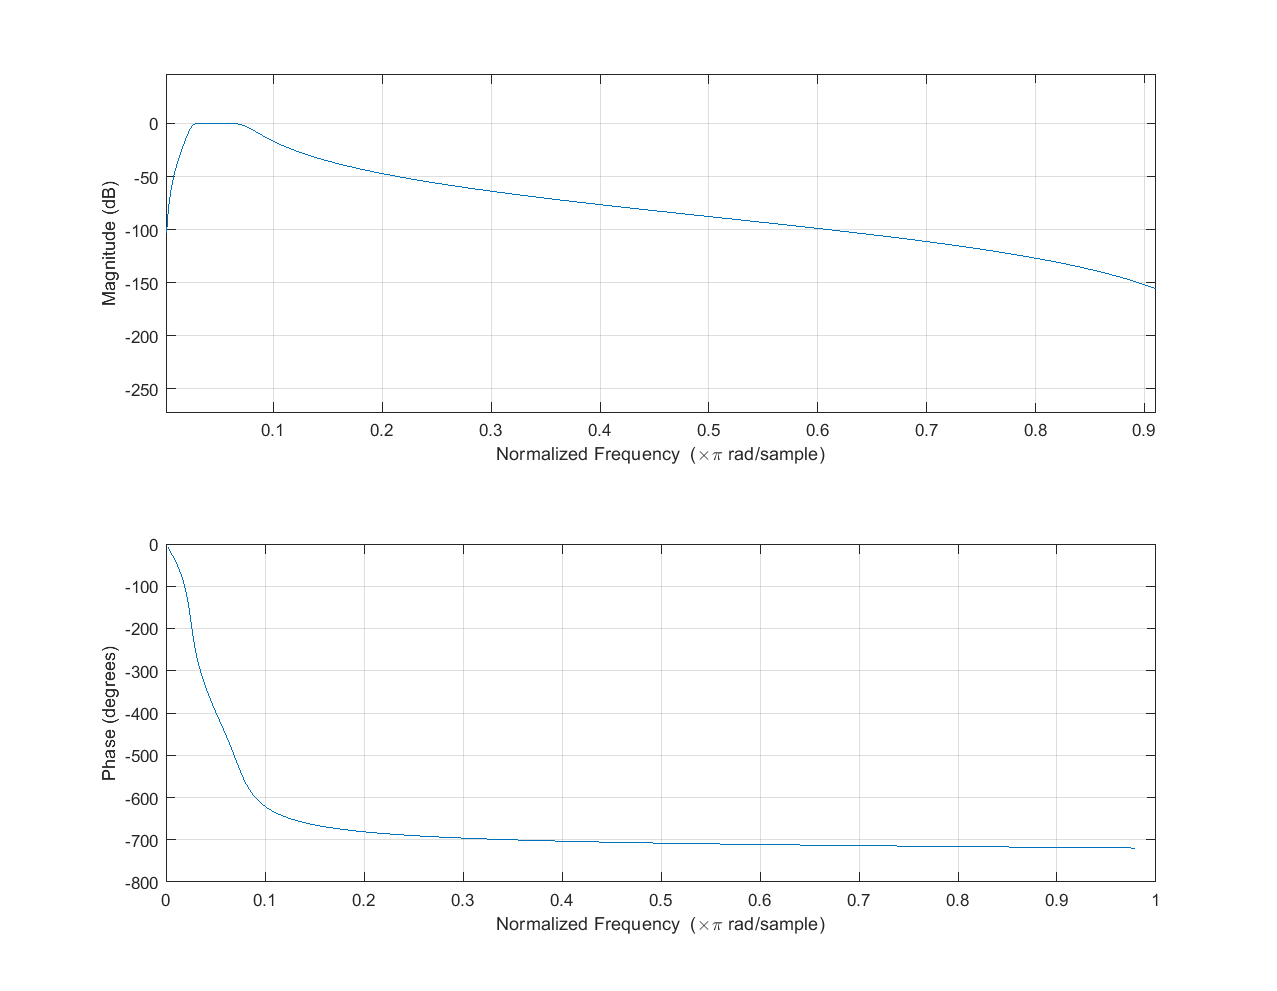 Magnitude (dB)
0
-50
-100
-150
-200
-250
0.1 0.2 0.3 0.4 0.5 0.6 0.7 0.8 0.9
Normalized Frequency (×π rad/sample)
Phase (degrees)
0
-100
-200
-300
-400
-500
-600
-700
-800
0 0.1 0.2 0.3 0.4 0.5 0.6 0.7 0.8 0.9 1
Normalized Frequency (×π rad/sample)